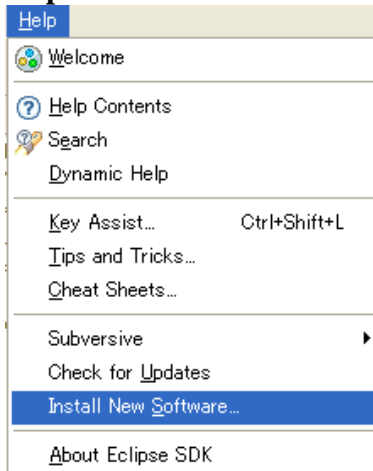 Help
Welcome
Help Contents
Search
Dynamic Help
Key Assist... Ctrl+Shift+L
Tips and Tricks...
Cheat Sheets...
Subversive
Check for Updates
Install New Software...
About Eclipse SDK